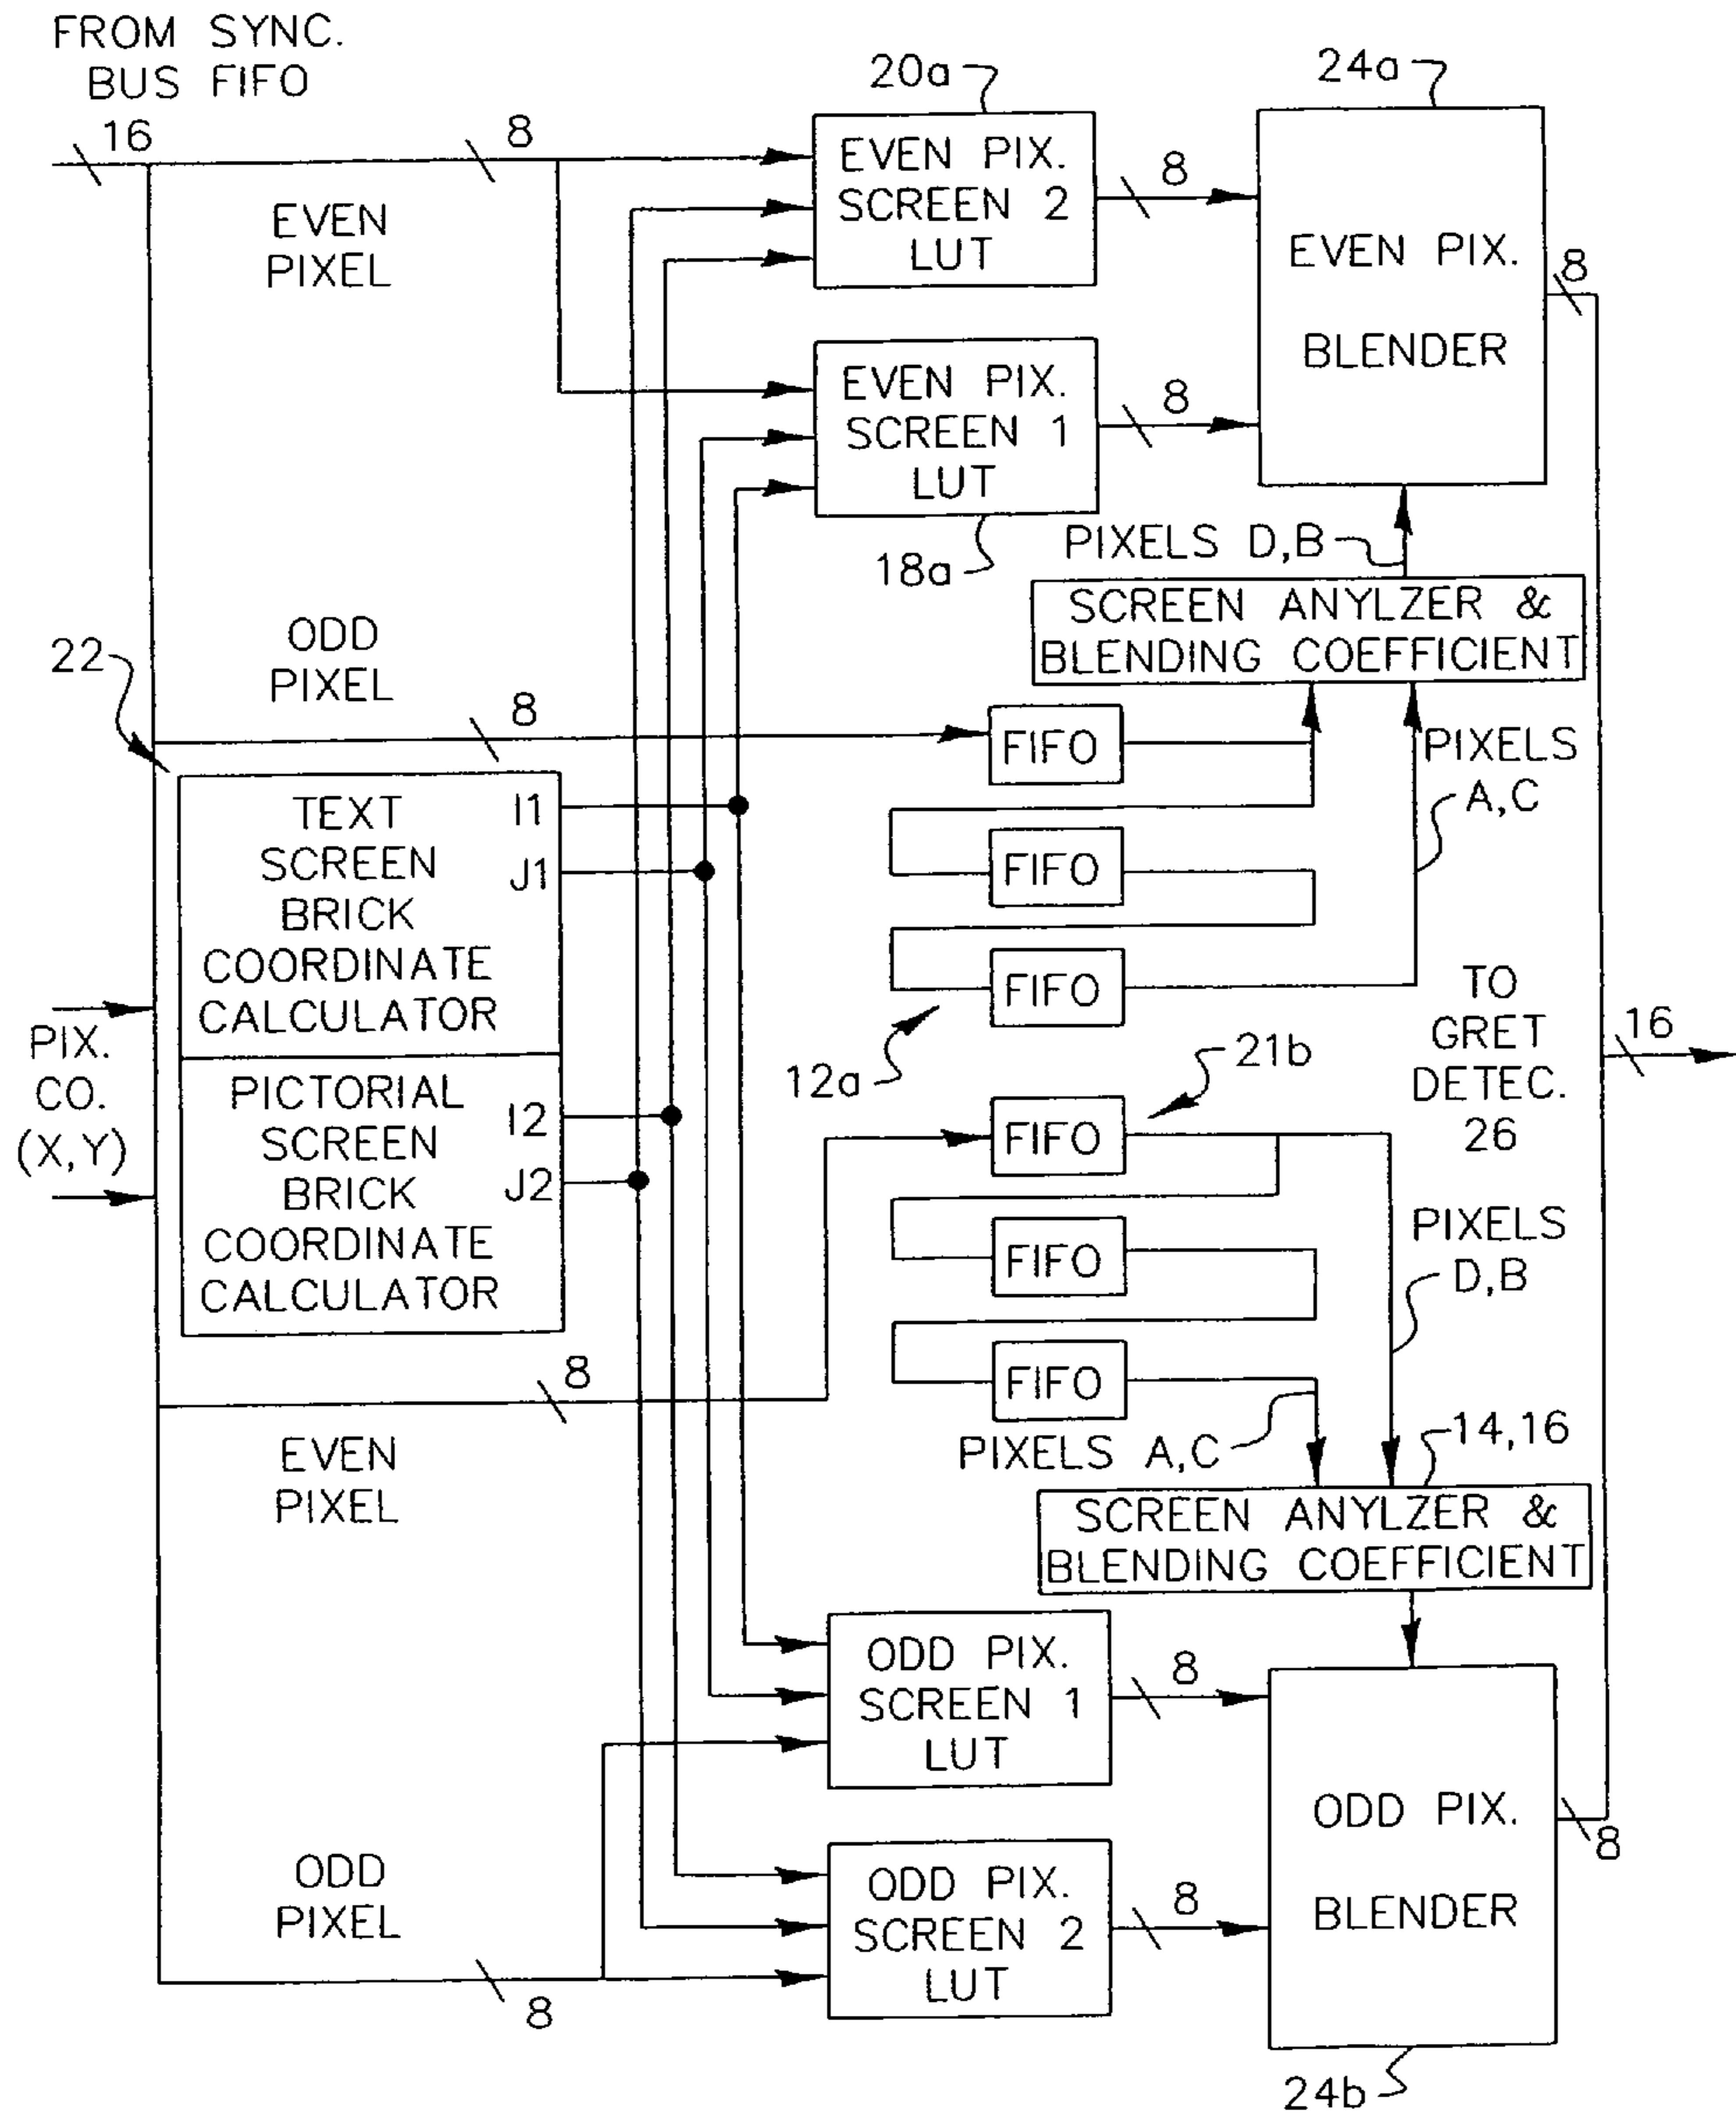 FROM SYNC.
BUS FIFO
16
8
EVEN
PIXEL
20a
EVEN PIX.
SCREEN 2
LUT
8
24a
EVEN PIX.
BLENDER
8
EVEN PIX.
SCREEN 1
LUT
8
18a
PIXELS D,B
SCREEN ANYLZER &
BLENDING COEFFICIENT
ODD
PIXEL
22
8
FIFO
FIFO
FIFO
PIXELS
A,C
12a
TEXT
SCREEN
BRICK
COORDINATE
CALCULATOR
I1
J1
PIX.
CO.
(X,Y)
PICTORIAL
SCREEN
BRICK
COORDINATE
CALCULATOR
I2
J2
TO
GRET
DETEC.
26
16
21b
FIFO
FIFO
FIFO
PIXELS
D,B
PIXELS A,C
14,16
8
EVEN
PIXEL
SCREEN ANYLZER &
BLENDING COEFFICIENT
ODD PIX.
SCREEN 1
LUT
8
ODD PIX.
BLENDER
8
ODD
PIXEL
8
ODD PIX.
SCREEN 2
LUT
8
24b